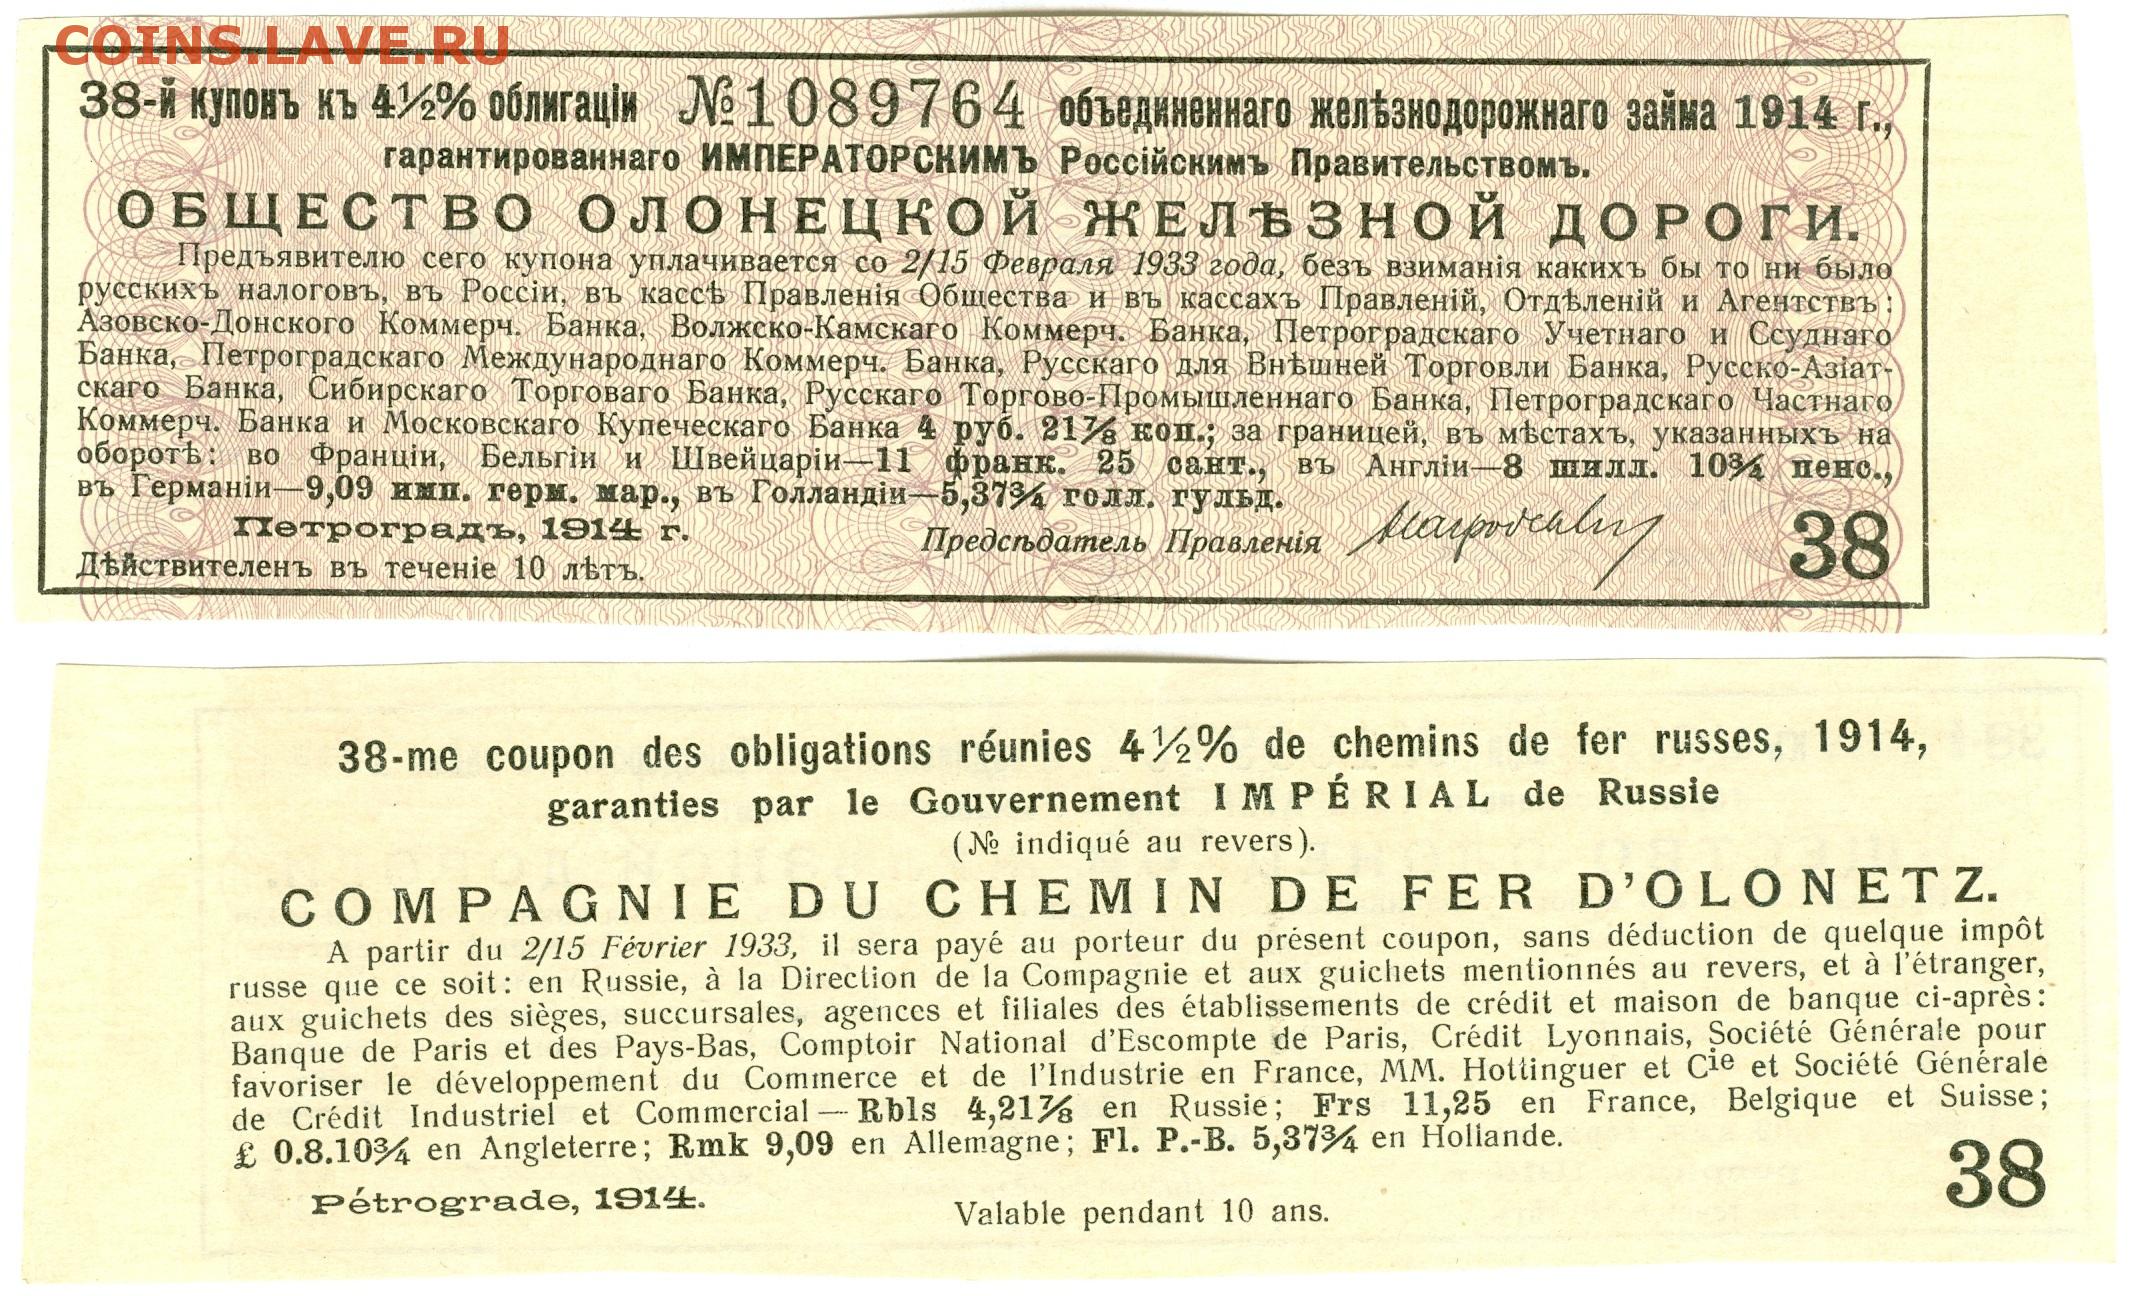 COINS.LAVE.RU
38-й купонъ къ 4½% облигаціи №1089764 объединеннаго желѣзнодорожнаго займа 1914 г.,
гарантированнаго ИМПЕРАТОРСКИМЪ Россійскимъ Правительствомъ.
ОБЩЕСТВО ОЛОНЕЦКОЙ ЖЕЛѢЗНОЙ ДОРОГИ.
Предъявителю сего купона уплачивается со 2/15 Февраля 1933 года, безъ взиманія какихъ бы то ни было
русскихъ налоговъ, въ Россіи, въ кассѣ Правленія Общества и въ кассахъ Правленій, Отдѣленій и Агентствъ:
Азовско-Донского Коммерч. Банка, Волжско-Камскаго Коммерч. Банка, Петроградскаго Учетнаго и Ссуднаго
Банка, Петроградскаго Международнаго Коммерч. Банка, Русскаго для Внѣшней Торговли Банка, Русско-Азіат-
скаго Банка, Сибирскаго Торговаго Банка, Русскаго Торгово-Промышленнаго Банка, Петроградскаго Частнаго
Коммерч. Банка и Московскаго Купеческаго Банка 4 руб. 21⅞ коп.; за границей, въ мѣстахъ, указанныхъ на
оборотѣ: во Франціи, Бельгіи и Швейцаріи—11 франк. 25 сант., въ Англіи—8 шилл. 10¾ пенс.,
въ Германіи—9,09 имп. герм. мар., въ Голландіи—5,37¾ голл. гульд.
Петроградъ, 1914 г.
Предсѣдатель Правленія
38
Дѣйствителенъ въ теченіе 10 лѣтъ.
38-me coupon des obligations réunies 4½% de chemins de fer russes, 1914,
garanties par le Gouvernement IMPÉRIAL de Russie
(№ indiqué au revers).
COMPAGNIE DU CHEMIN DE FER D'OLONETZ.
A partir du 2/15 Février 1933, il sera payé au porteur du présent coupon, sans déduction de quelque impôt
russe que ce soit: en Russie, à la Direction de la Compagnie et aux guichets mentionnés au revers, et à l'étranger,
aux guichets des sièges, succursales, agences et filiales des établissements de crédit et maison de banque ci-après:
Banque de Paris et des Pays-Bas, Comptoir National d'Escompte de Paris, Crédit Lyonnais, Société Générale pour
favoriser le développement du Commerce et de l'Industrie en France, MM. Hottinguer et Cie et Société Générale
de Crédit Industriel et Commercial — Rbls 4,21⅞ en Russie; Frs 11,25 en France, Belgique et Suisse;
£ 0.8.10¾ en Angleterre; Rmk 9,09 en Allemagne; Fl. P.-B. 5,37¾ en Hollande.
38
Pétrograde, 1914.
Valable pendant 10 ans.